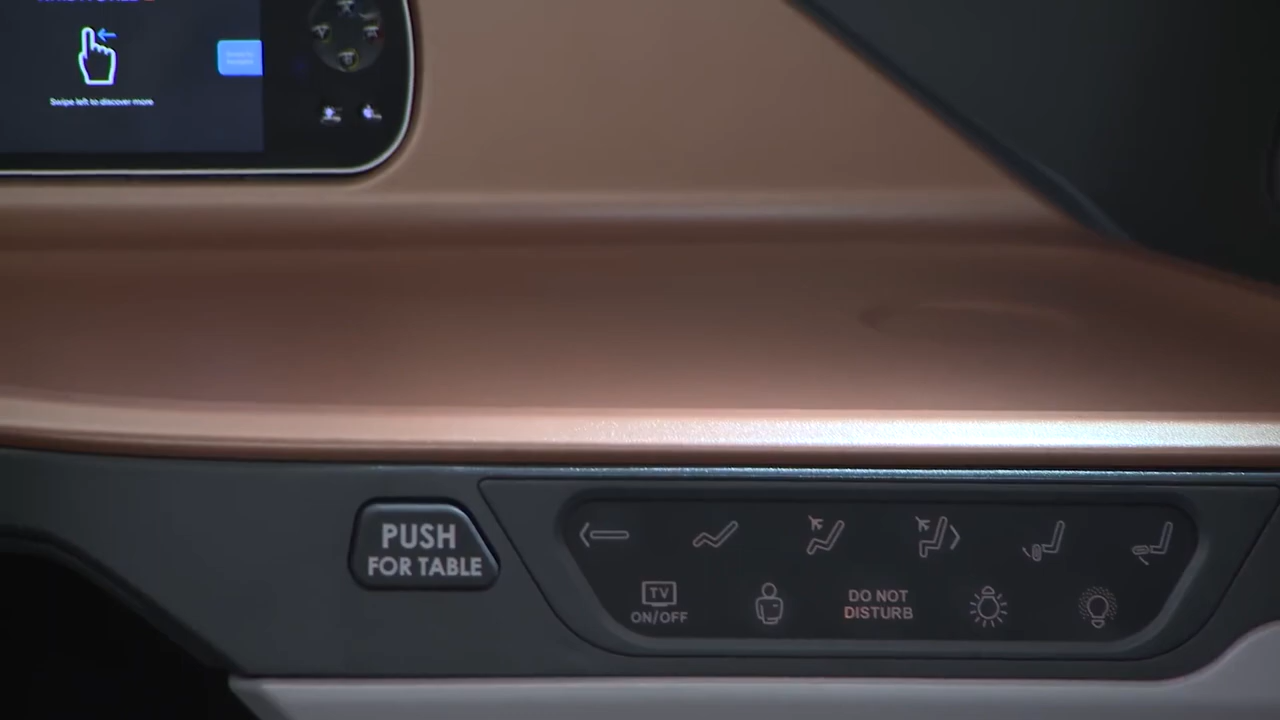 Swipe left to discover more
PUSH
FOR TABLE
TV
ON/OFF
DO NOT
DISTURB